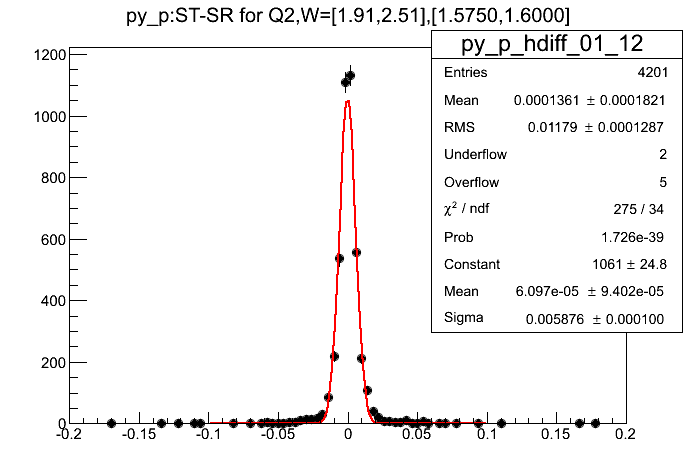 py_p:ST-SR for Q2,W=[1.91,2.51],[1.5750,1.6000]
py_p_hdiff_01_12
Entries 4201
Mean 0.0001361 ± 0.0001821
RMS 0.01179 ± 0.0001287
Underflow 2
Overflow 5
χ² / ndf 275 / 34
Prob 1.726e-39
Constant 1061 ± 24.8
Mean 6.097e-05 ± 9.402e-05
Sigma 0.005876 ± 0.000100
1200
1000
800
600
400
200
0
-0.2 -0.15 -0.1 -0.05 0 0.05 0.1 0.15 0.2